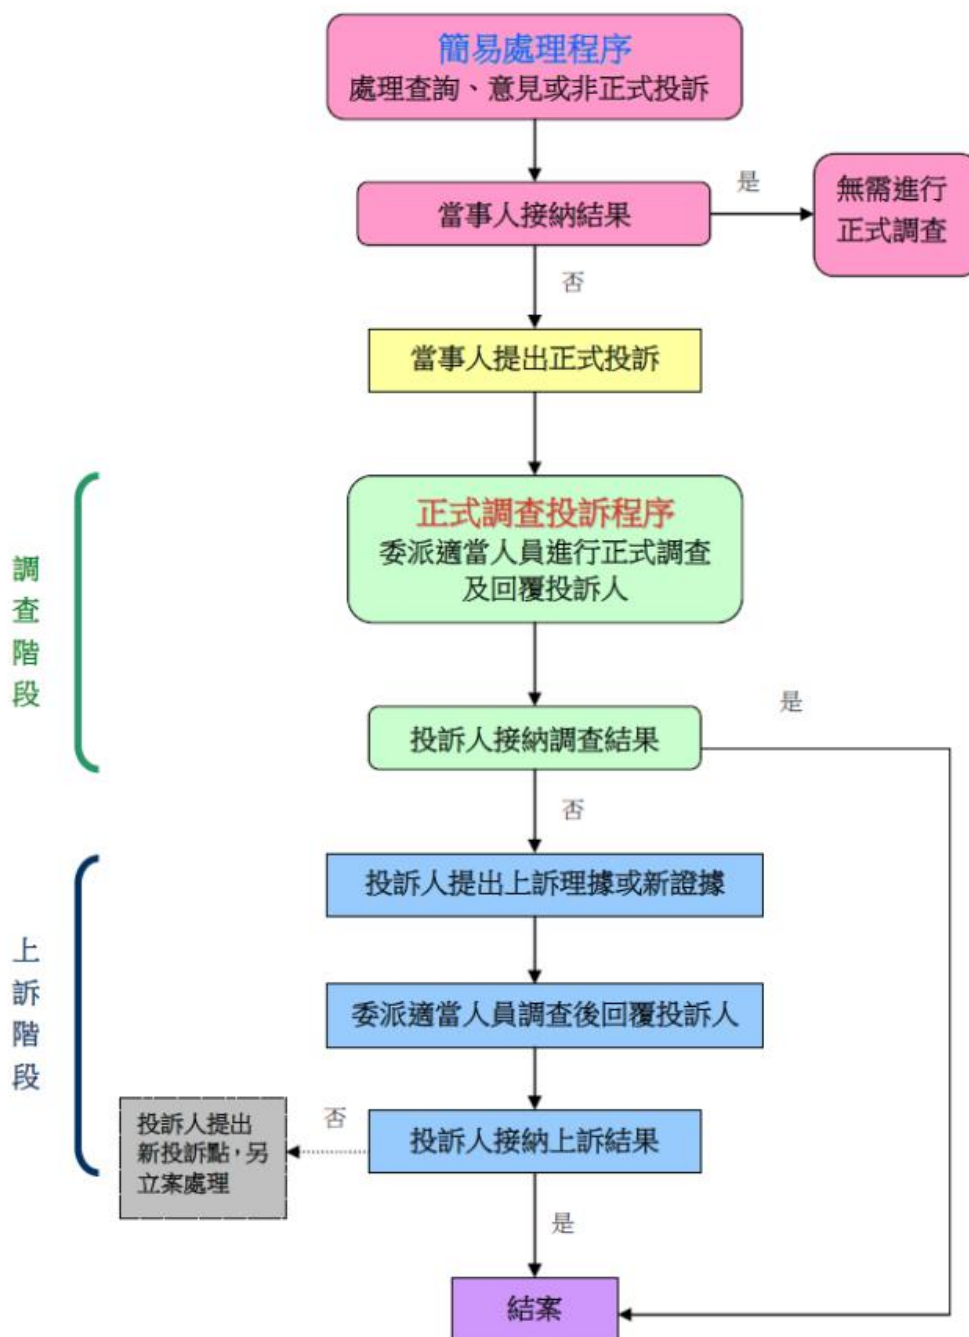 簡易處理程序
處理查詢、意見或非正式投訴
當事人接納結果
是
無需進行
正式調查
否
當事人提出正式投訴
調查階段
正式調查投訴程序
委派適當人員進行正式調查
及回覆投訴人
投訴人接納調查結果
是
否
上訴階段
投訴人提出上訴理據或新證據
委派適當人員調查後回覆投訴人
投訴人接納上訴結果
否
投訴人提出
新投訴點，另
立案處理
是
結案